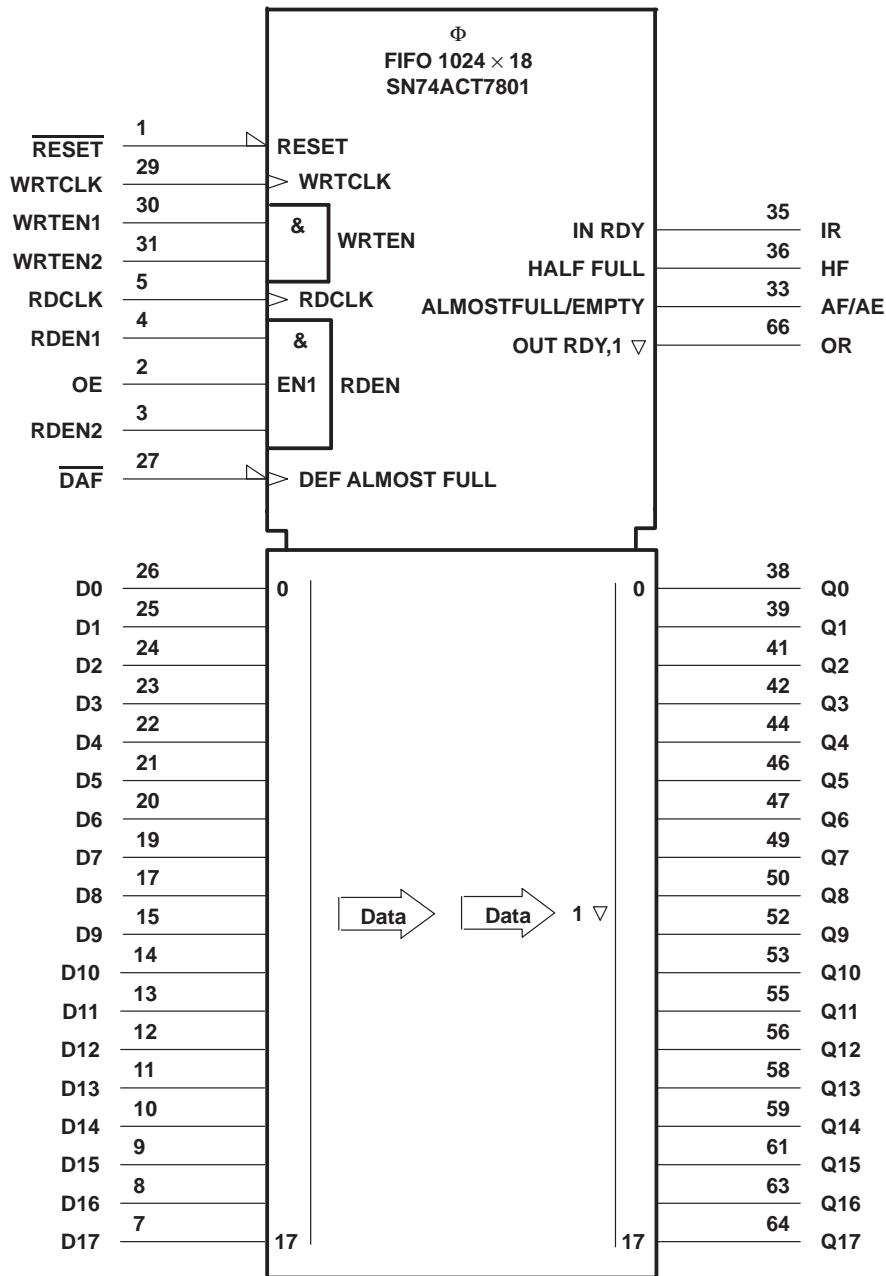 Φ
FIFO 1024 × 18
SN74ACT7801
RESET 1 RESET
WRTCLK 29 WRTCLK
WRTEN1 30
& WRTEN
WRTEN2 31
RDCLK 5 RDCLK
RDEN1 4
&
OE 2 EN1 RDEN
RDEN2 3
DAF 27 DEF ALMOST FULL
IN RDY 35 IR
HALF FULL 36 HF
ALMOSTFULL/EMPTY 33 AF/AE
OUT RDY,1 ▽ 66 OR
D0 26 0 0 38 Q0
D1 25 39 Q1
D2 24 41 Q2
D3 23 42 Q3
D4 22 44 Q4
D5 21 46 Q5
D6 20 47 Q6
D7 19 49 Q7
D8 17 50 Q8
Data Data 1 ▽
D9 15 52 Q9
D10 14 53 Q10
D11 13 55 Q11
D12 12 56 Q12
D13 11 58 Q13
D14 10 59 Q14
D15 9 61 Q15
D16 8 63 Q16
D17 7 17 17 64 Q17